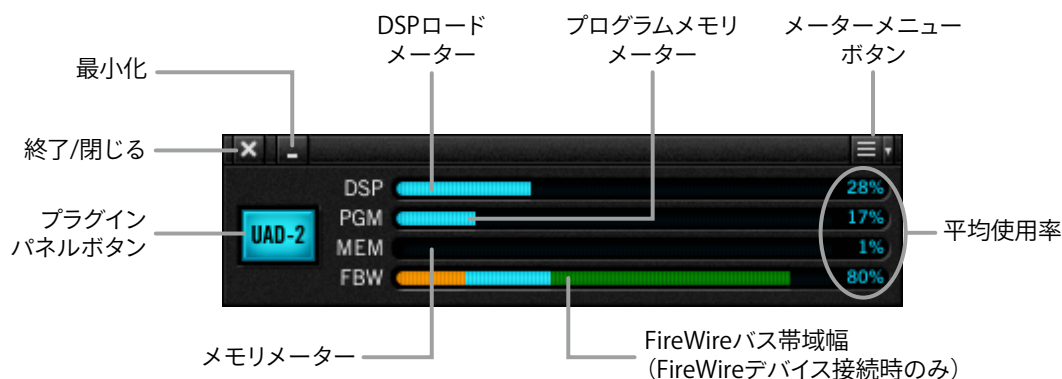 DSPロード
メーター
プログラムメモリ
メーター
メーターメニュー
ボタン
最小化
終了/閉じる
DSP
28%
プラグイン
パネルボタン
UAD-2
PGM
17%
MEM
1%
FBW
80%
平均使用率
メモリメーター
FireWireバス帯域幅
（FireWireデバイス接続時のみ）